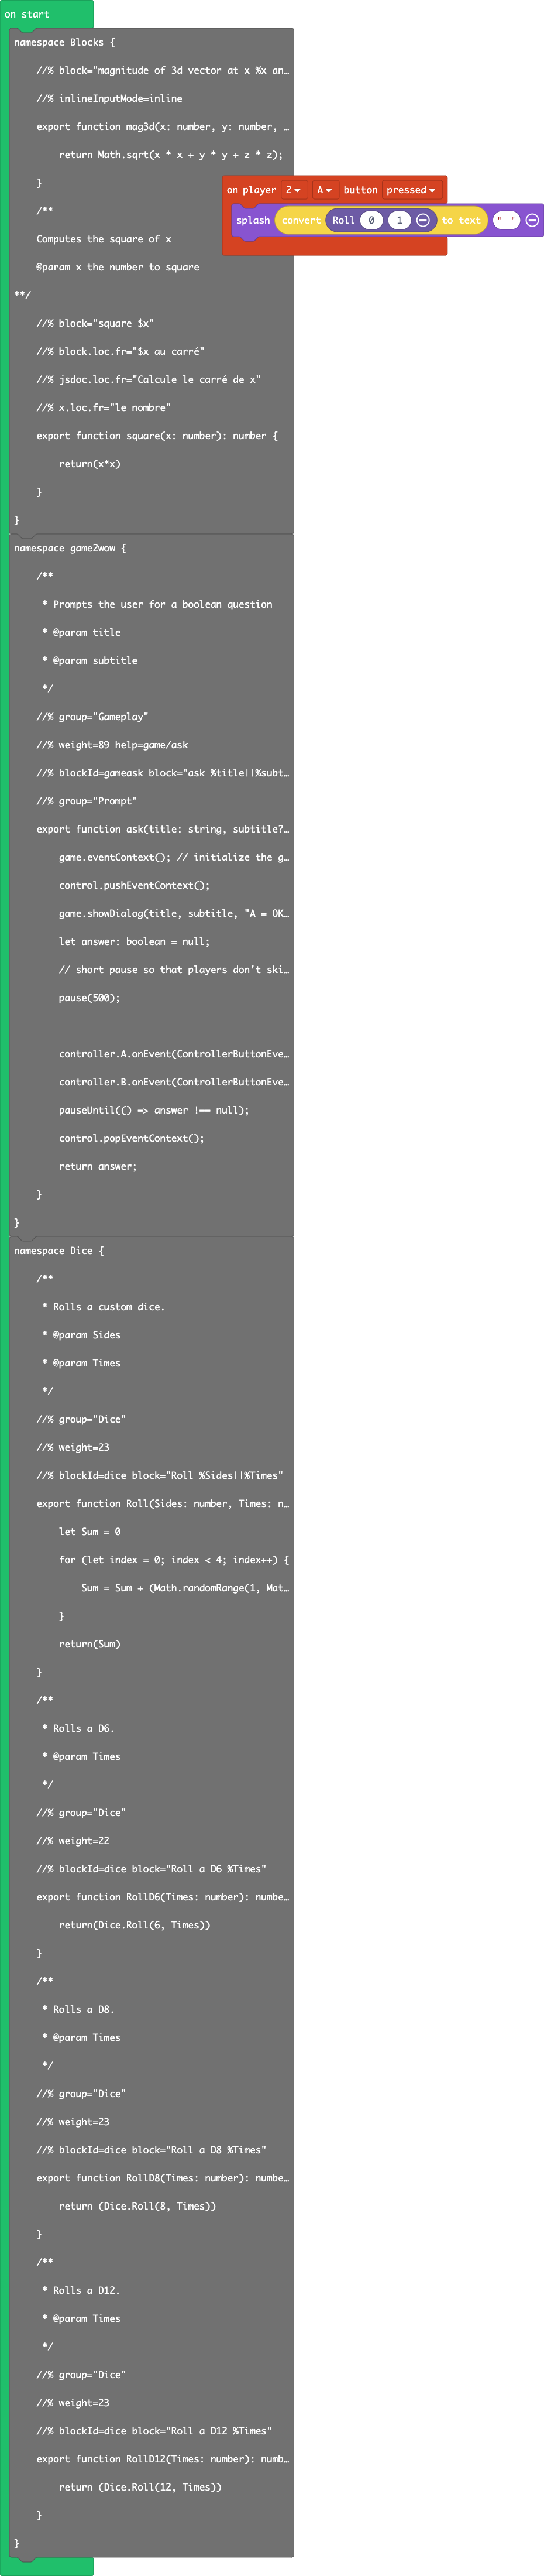 on start
namespace Blocks {
//% block="magnitude of 3d vector at x %x an…
//% inlineInputMode=inline
export function mag3d(x: number, y: number, …
return Math.sqrt(x * x + y * y + z * z);
}
/**
Computes the square of x
@param x the number to square
**/
//% block="square $x"
//% block.loc.fr="$x au carré"
//% jsdoc.loc.fr="Calcule le carré de x"
//% x.loc.fr="le nombre"
export function square(x: number): number {
return(x*x)
}
}
on player 2 A button pressed
splash convert Roll 0 1 to text " "
namespace game2wow {
/**
* Prompts the user for a boolean question
* @param title
* @param subtitle
*/
//% group="Gameplay"
//% weight=89 help=game/ask
//% blockId=gameask block="ask %title||%subt…
//% group="Prompt"
export function ask(title: string, subtitle?…
game.eventContext(); // initialize the g…
control.pushEventContext();
game.showDialog(title, subtitle, "A = OK…
let answer: boolean = null;
// short pause so that players don't ski…
pause(500);
controller.A.onEvent(ControllerButtonEve…
controller.B.onEvent(ControllerButtonEve…
pauseUntil(() => answer !== null);
control.popEventContext();
return answer;
}
}
namespace Dice {
/**
* Rolls a custom dice.
* @param Sides
* @param Times
*/
//% group="Dice"
//% weight=23
//% blockId=dice block="Roll %Sides||%Times"
export function Roll(Sides: number, Times: n…
let Sum = 0
for (let index = 0; index < 4; index++) {
Sum = Sum + (Math.randomRange(1, Mat…
}
return(Sum)
}
/**
* Rolls a D6.
* @param Times
*/
//% group="Dice"
//% weight=22
//% blockId=dice block="Roll a D6 %Times"
export function RollD6(Times: number): numbe…
return(Dice.Roll(6, Times))
}
/**
* Rolls a D8.
* @param Times
*/
//% group="Dice"
//% weight=23
//% blockId=dice block="Roll a D8 %Times"
export function RollD8(Times: number): numbe…
return (Dice.Roll(8, Times))
}
/**
* Rolls a D12.
* @param Times
*/
//% group="Dice"
//% weight=23
//% blockId=dice block="Roll a D12 %Times"
export function RollD12(Times: number): numb…
return (Dice.Roll(12, Times))
}
}